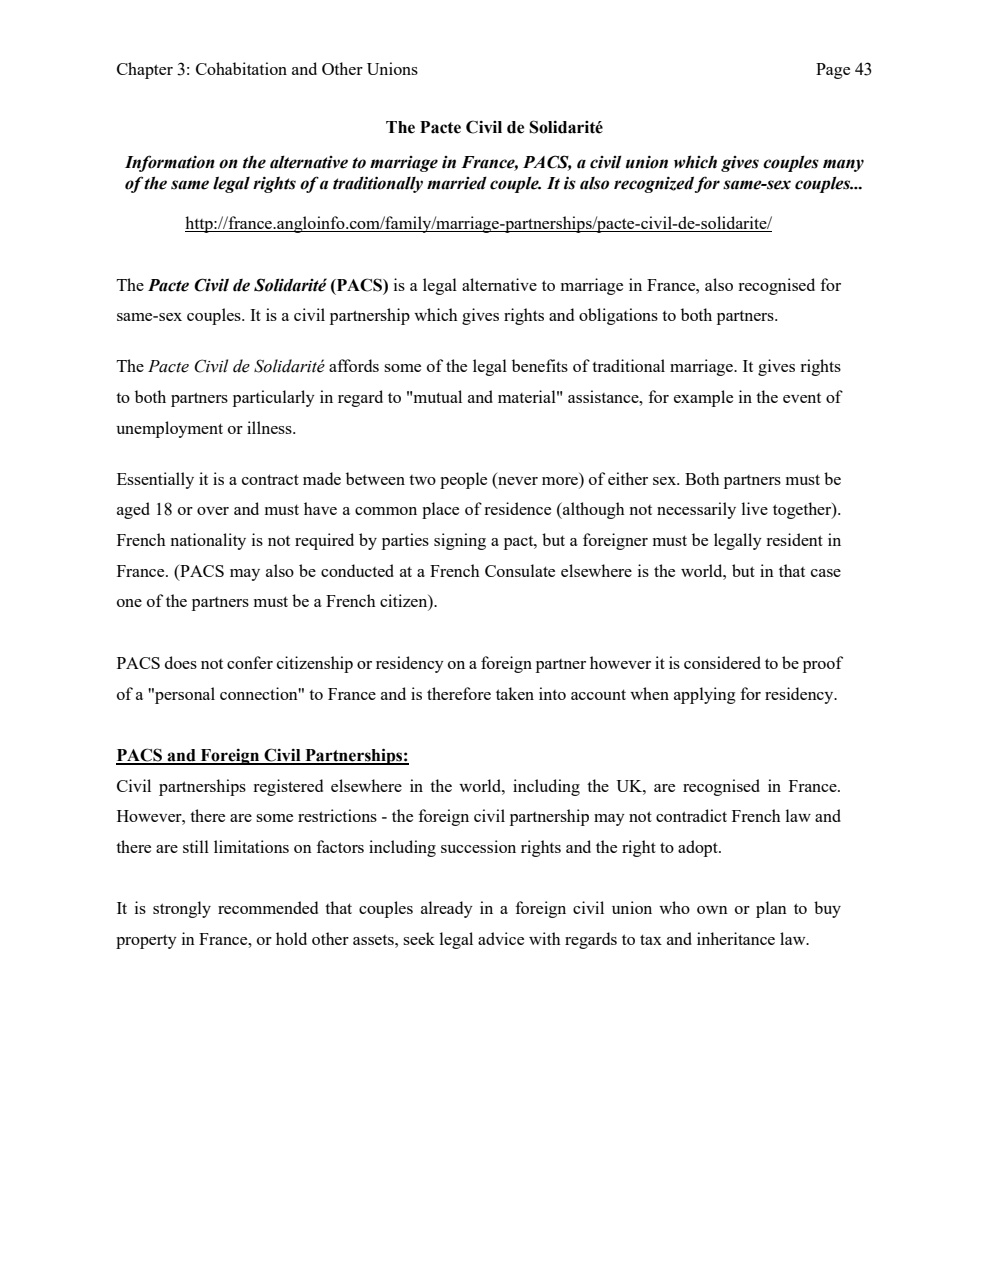 Chapter 3: Cohabitation and Other Unions Page 43
The Pacte Civil de Solidarité
Information on the alternative to marriage in France, PACS, a civil union which gives couples many
of the same legal rights of a traditionally married couple. It is also recognized for same-sex couples...
http://france.angloinfo.com/family/marriage-partnerships/pacte-civil-de-solidarite/
The Pacte Civil de Solidarité (PACS) is a legal alternative to marriage in France, also recognised for
same-sex couples. It is a civil partnership which gives rights and obligations to both partners.
The Pacte Civil de Solidarité affords some of the legal benefits of traditional marriage. It gives rights
to both partners particularly in regard to "mutual and material" assistance, for example in the event of
unemployment or illness.
Essentially it is a contract made between two people (never more) of either sex. Both partners must be
aged 18 or over and must have a common place of residence (although not necessarily live together).
French nationality is not required by parties signing a pact, but a foreigner must be legally resident in
France. (PACS may also be conducted at a French Consulate elsewhere is the world, but in that case
one of the partners must be a French citizen).
PACS does not confer citizenship or residency on a foreign partner however it is considered to be proof
of a "personal connection" to France and is therefore taken into account when applying for residency.
PACS and Foreign Civil Partnerships:
Civil partnerships registered elsewhere in the world, including the UK, are recognised in France.
However, there are some restrictions - the foreign civil partnership may not contradict French law and
there are still limitations on factors including succession rights and the right to adopt.
It is strongly recommended that couples already in a foreign civil union who own or plan to buy
property in France, or hold other assets, seek legal advice with regards to tax and inheritance law.